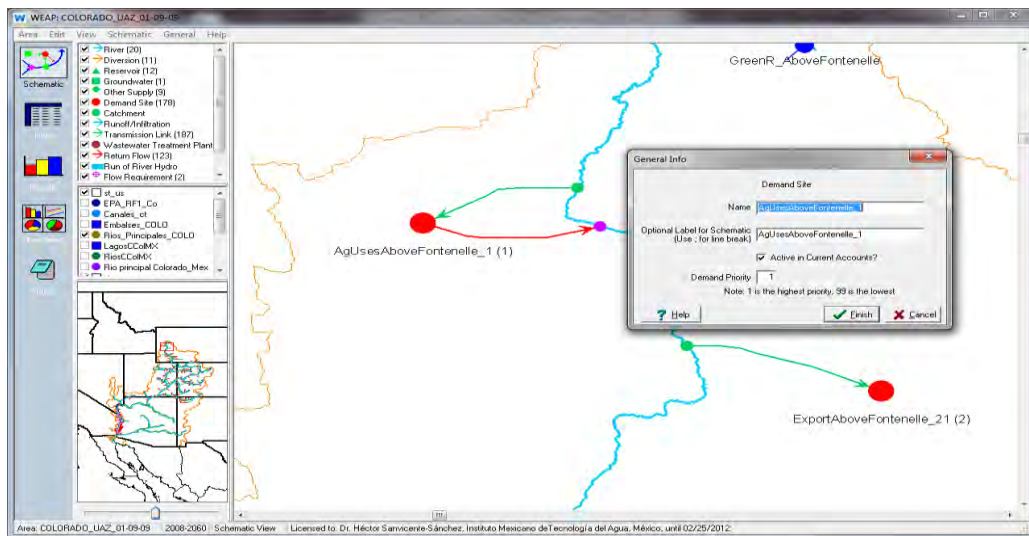 WEAP: COLORADO_UAZ_01-09-09
Area Edit View Schematic General Help
Schematic
River (20)
Diversion (11)
Reservoir (12)
Groundwater (1)
Other Supply (9)
Demand Site (178)
Catchment
Runoff/Infiltration
Transmission Link (187)
Wastewater Treatment Plant
Return Flow (123)
Run of River Hydro
Flow Requirement (2)
st_us
EPA_RF1_Co
Canales_ct
Embalses_COLO
Rios_Principales_COLO
LagosCColMX
RiosCColMX
Rio principal Colorado_Mex
GreenR_AboveFontenelle
AgUsesAboveFontenelle_1 (1)
ExportAboveFontenelle_21 (2)
General Info
Demand Site
Name AgUsesAboveFontenelle_1
Optional Label for Schematic
(Use ; for line break) AgUsesAboveFontenelle_1
Active in Current Accounts?
Demand Priority 1
Note: 1 is the highest priority, 99 is the lowest
? Help Finish Cancel
Area: COLORADO_UAZ_01-09-09 2008-2060 Schematic View Licensed to: Dr. Héctor Sanvicente-Sánchez, Instituto Mexicano deTecnología del Agua, México, until 02/25/2012